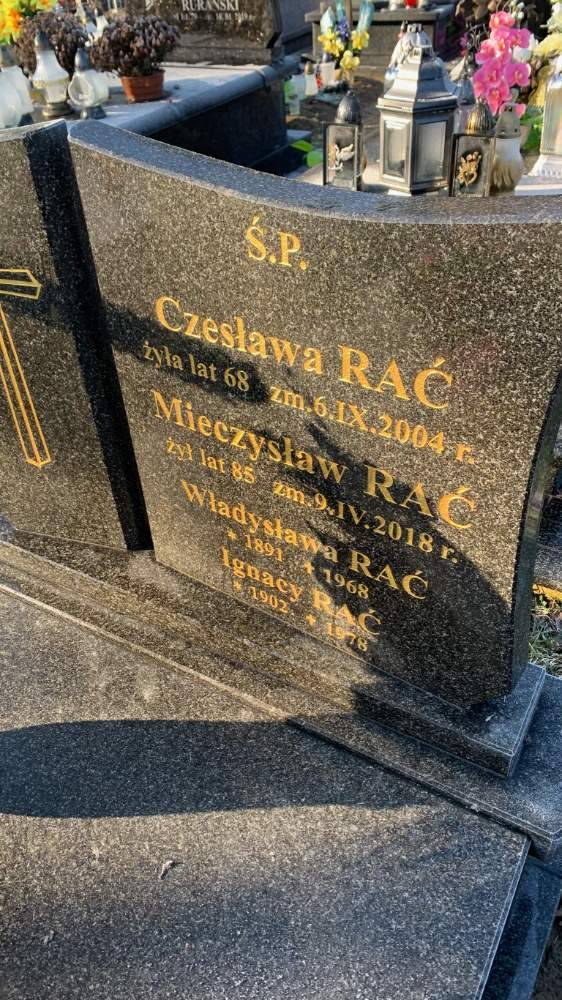 RURAŃSKI
Ś.P.
Czesława RAĆ
żyła lat 68 zm.6.IX.2004 r.
Mieczysław RAĆ
żył lat 85 zm.9.IV.2018 r.
Władysława RAĆ
* 1891 + 1968
Ignacy RAĆ
* 1902 + 1978